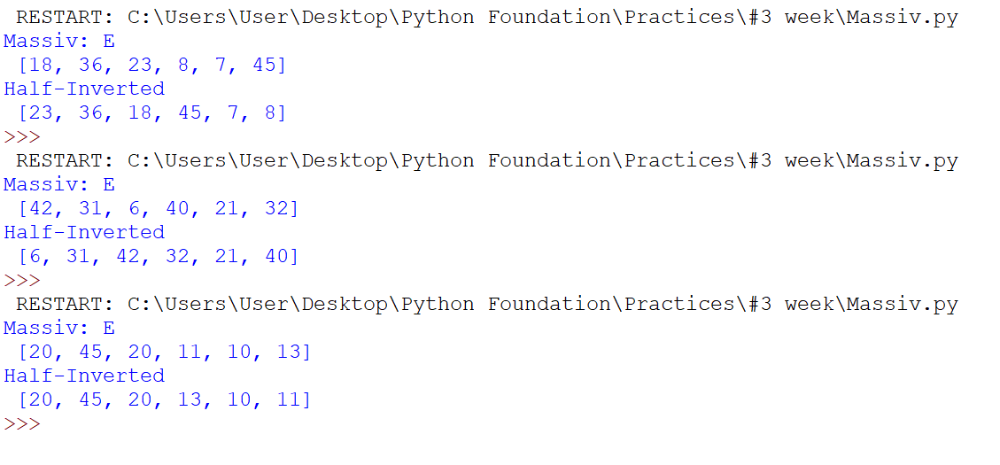 RESTART: C:\Users\User\Desktop\Python Foundation\Practices\#3 week\Massiv.py
Massiv: E
[18, 36, 23, 8, 7, 45]
Half-Inverted
[23, 36, 18, 45, 7, 8]
>>>
RESTART: C:\Users\User\Desktop\Python Foundation\Practices\#3 week\Massiv.py
Massiv: E
[42, 31, 6, 40, 21, 32]
Half-Inverted
[6, 31, 42, 32, 21, 40]
>>>
RESTART: C:\Users\User\Desktop\Python Foundation\Practices\#3 week\Massiv.py
Massiv: E
[20, 45, 20, 11, 10, 13]
Half-Inverted
[20, 45, 20, 13, 10, 11]
>>>